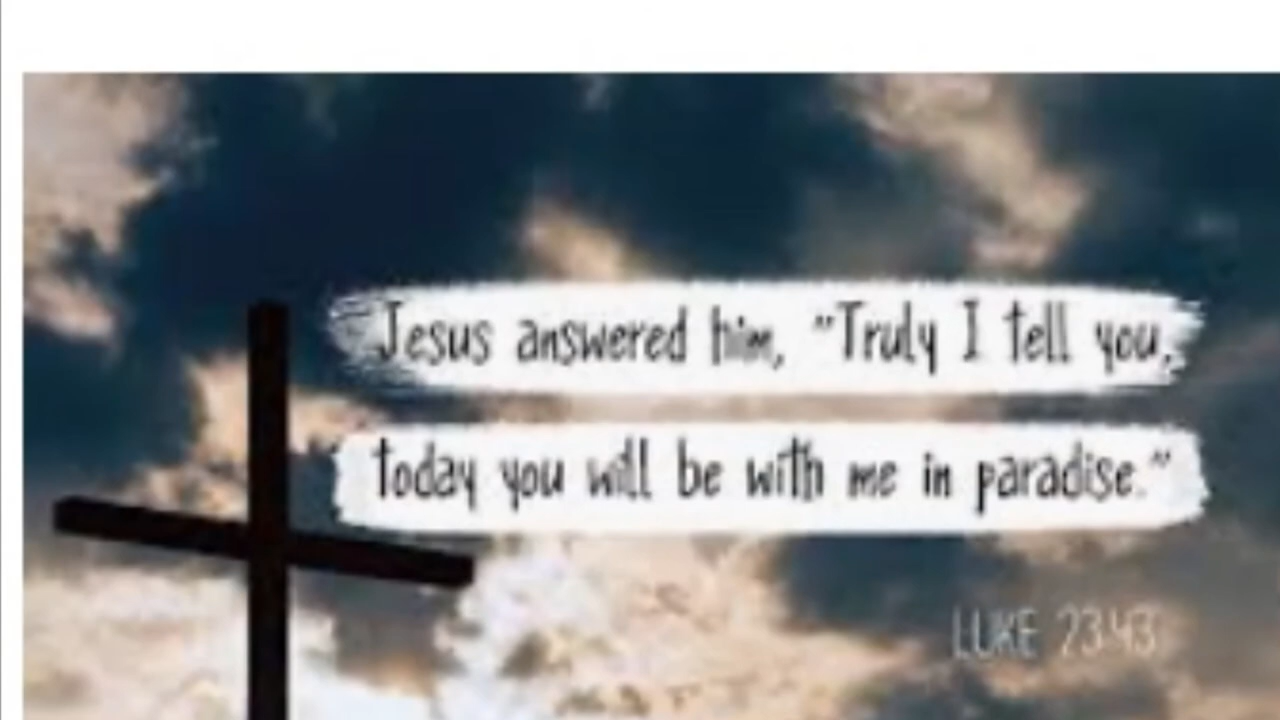 Jesus answered him, "Truly I tell you,
today you will be with me in paradise."
LUKE 23:43